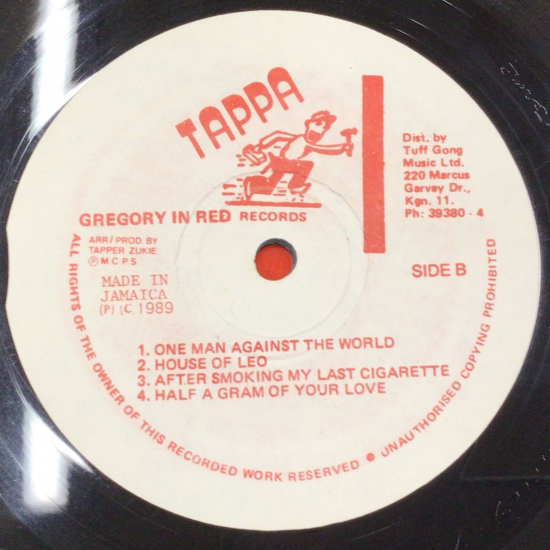 TAPPA
GREGORY IN RED RECORDS
ARR/PROD BY
TAPPER ZUKIE
Ⓟ M.C.P.S
MADE IN
JAMAICA
(P) (C. 1989
Dist. by
Tuff Gong
Music Ltd.
220 Marcus
Garvey Dr.,
Kgn. 11.
Ph: 39380 - 4
SIDE B
1. ONE MAN AGAINST THE WORLD
2. HOUSE OF LEO
3. AFTER SMOKING MY LAST CIGARETTE
4. HALF A GRAM OF YOUR LOVE
ALL RIGHTS OF THE OWNER OF THIS RECORDED WORK RESERVED ● UNAUTHORISED COPYING PROHIBITED